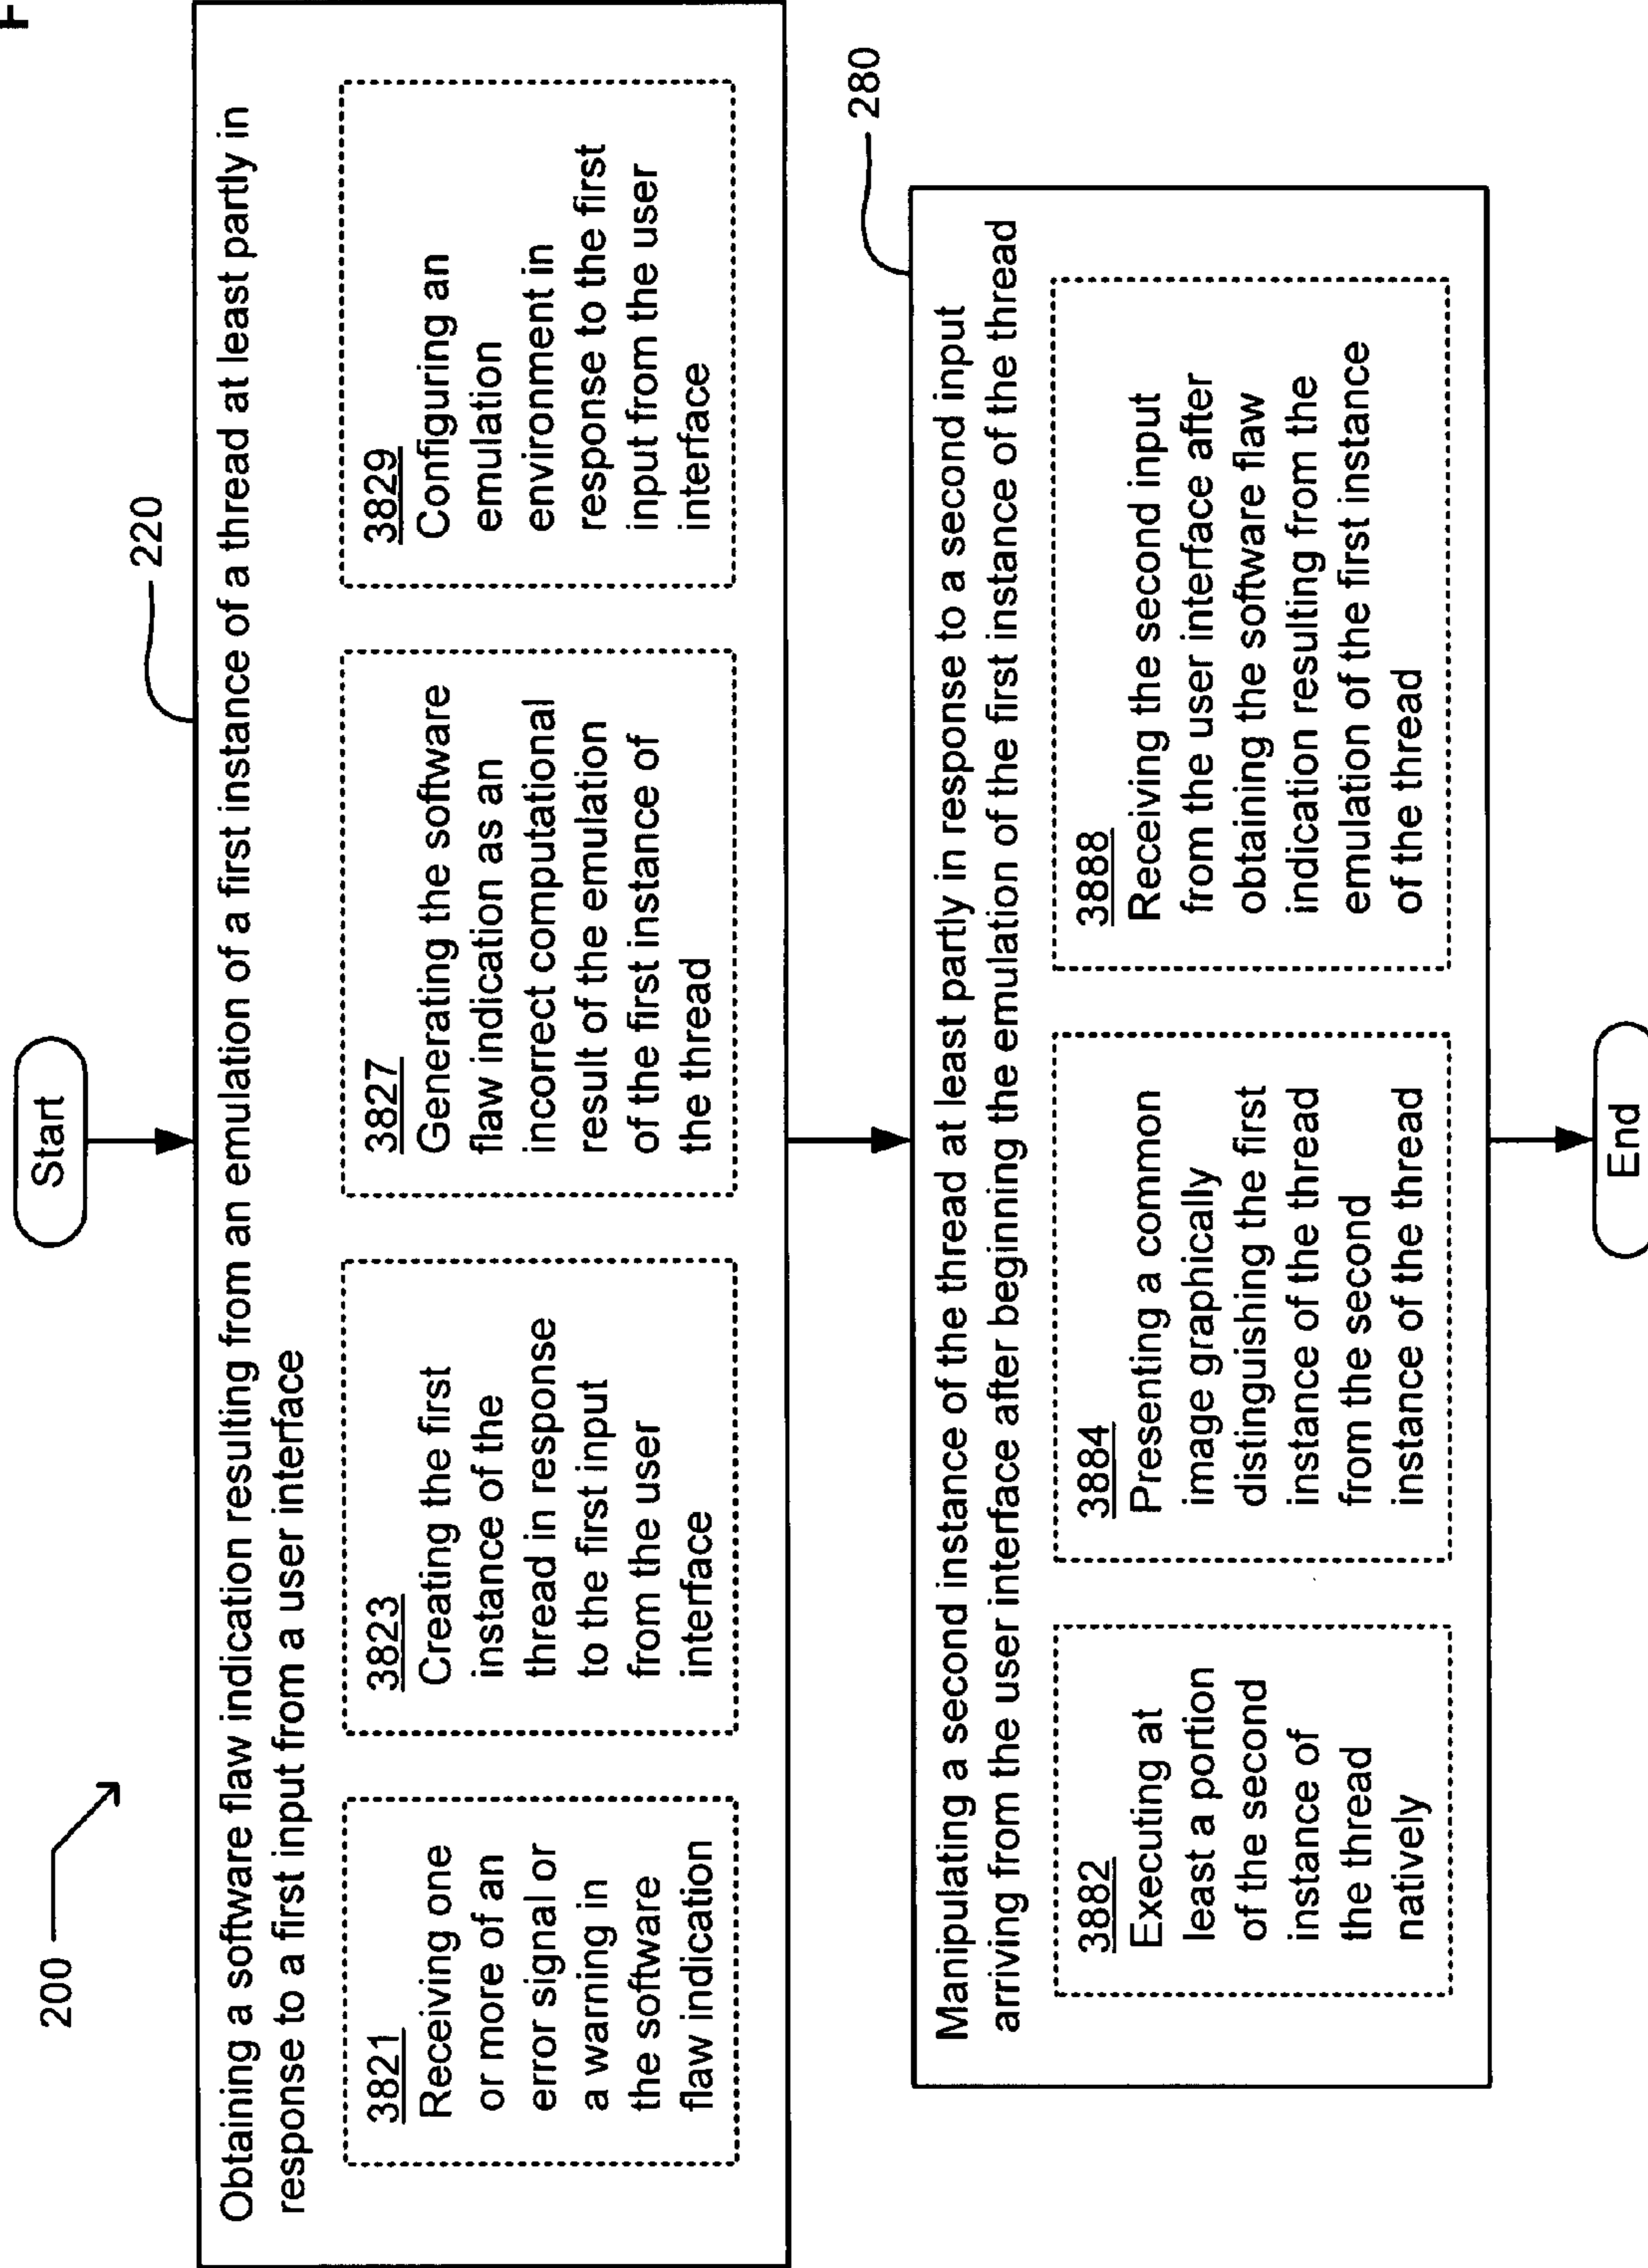 200
Start
220
Obtaining a software flaw indication resulting from an emulation of a first instance of a thread at least partly in
response to a first input from a user interface
3821
Receiving one
or more of an
error signal or
a warning in
the software
flaw indication
3823
Creating the first
instance of the
thread in response
to the first input
from the user
interface
3827
Generating the software
flaw indication as an
incorrect computational
result of the emulation
of the first instance of
the thread
3829
Configuring an
emulation
environment in
response to the first
input from the user
interface
280
Manipulating a second instance of the thread at least partly in response to a second input
arriving from the user interface after beginning the emulation of the first instance of the thread
3882
Executing at
least a portion
of the second
instance of
the thread
natively
3884
Presenting a common
image graphically
distinguishing the first
instance of the thread
from the second
instance of the thread
3888
Receiving the second input
from the user interface after
obtaining the software flaw
indication resulting from the
emulation of the first instance
of the thread
End